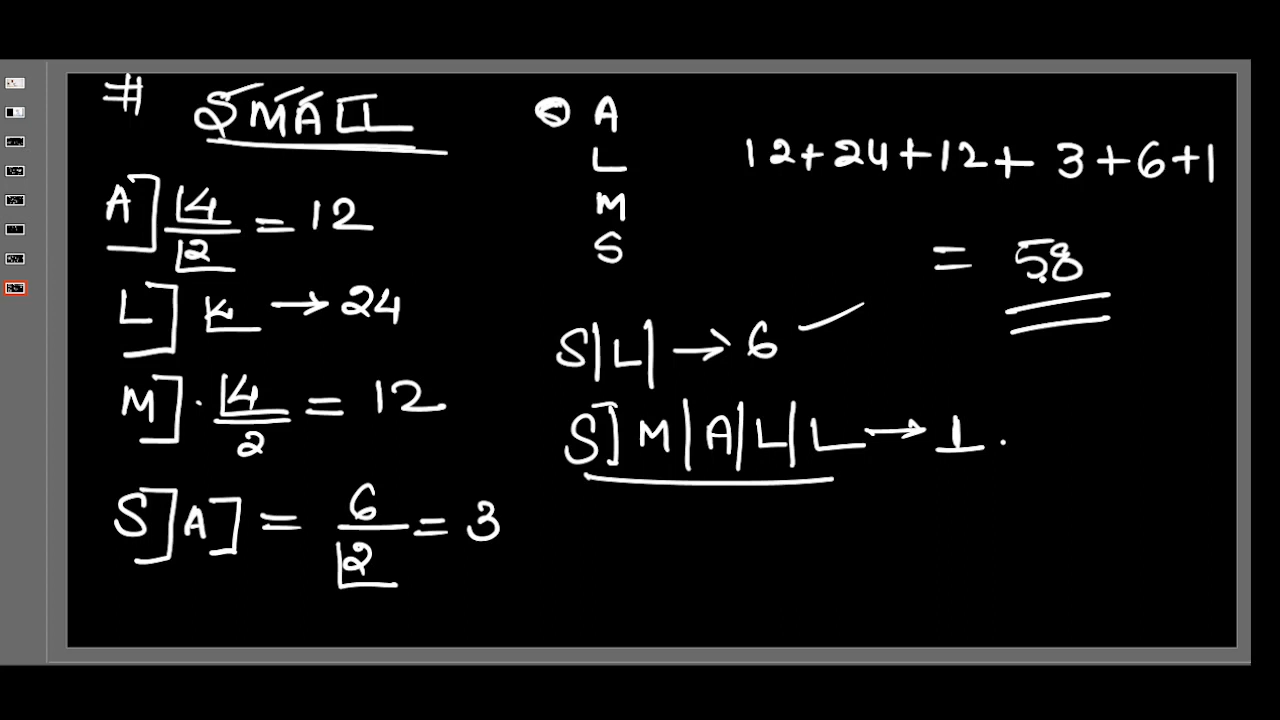 # SMALL
A] |4/|2 = 12
L] |4 → 24
M] . |4/2 = 12
S]A] = 6/|2 = 3
A
L
M
S
S|L| → 6
S]M|A|L|L → 1.
12+24+12+3+6+1
= 58